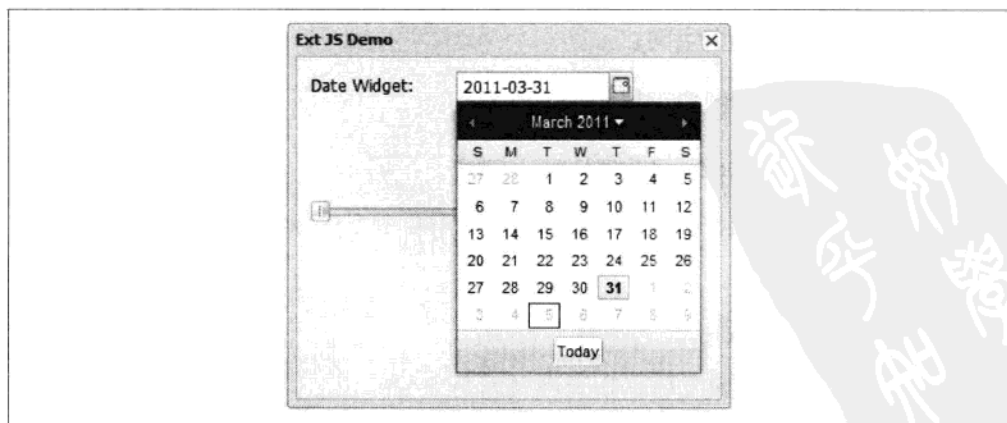 Ext JS Demo
Date Widget:
2011-03-31
March 2011
S M T W T F S
27 28 1 2 3 4 5
6 7 8 9 10 11 12
13 14 15 16 17 18 19
20 21 22 23 24 25 26
27 28 29 30 31 1 2
3 4 5 6 7 8 9
Today